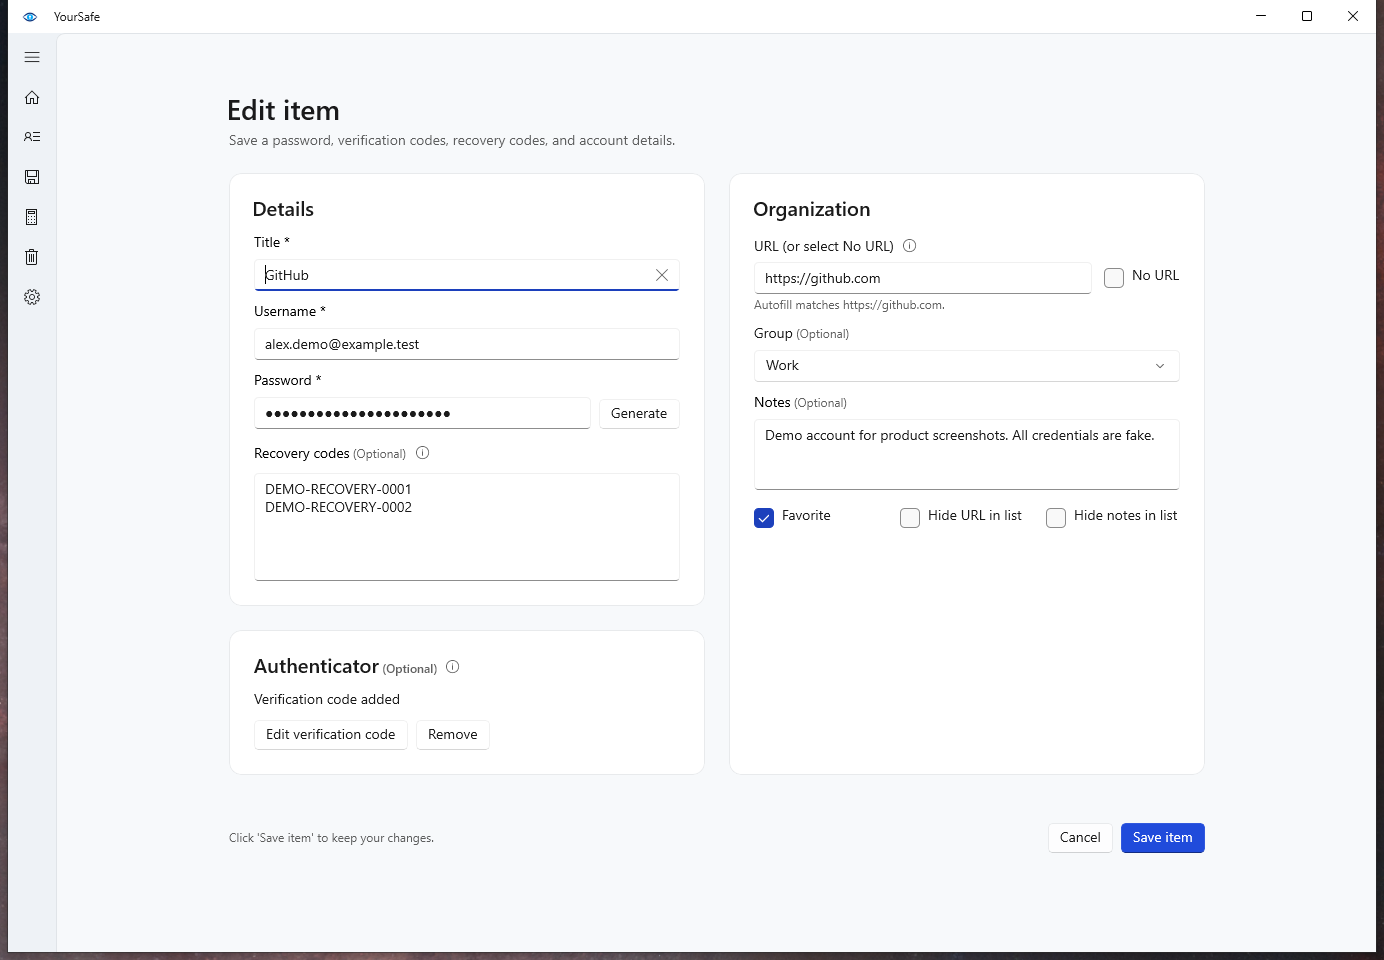 YourSafe
Edit item
Save a password, verification codes, recovery codes, and account details.
Details
Title *
GitHub
Username *
alex.demo@example.test
Password *
●●●●●●●●●●●●●●●●●●●●●●
Generate
Recovery codes (Optional)
DEMO-RECOVERY-0001
DEMO-RECOVERY-0002
Authenticator (Optional)
Verification code added
Edit verification code
Remove
Organization
URL (or select No URL)
https://github.com
No URL
Autofill matches https://github.com.
Group (Optional)
Work
Notes (Optional)
Demo account for product screenshots. All credentials are fake.
Favorite
Hide URL in list
Hide notes in list
Click 'Save item' to keep your changes.
Cancel
Save item